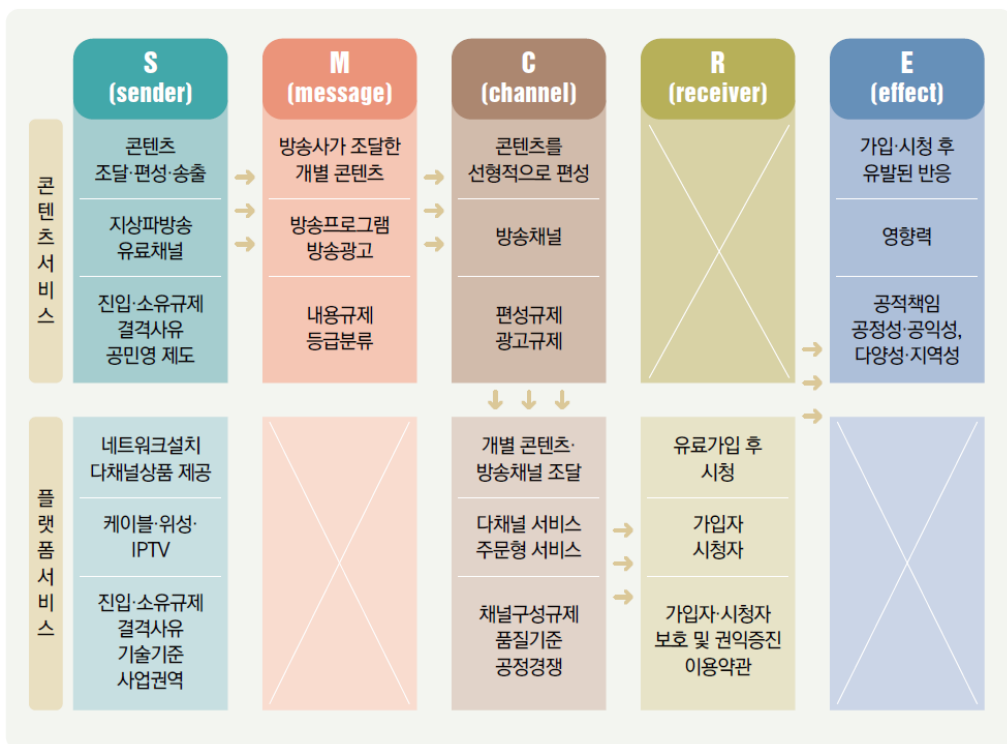 S
(sender)
M
(message)
C
(channel)
R
(receiver)
E
(effect)
콘텐츠서비스
콘텐츠
조달·편성·송출
지상파방송
유료채널
진입·소유규제
결격사유
공민영 제도
방송사가 조달한
개별 콘텐츠
방송프로그램
방송광고
내용규제
등급분류
콘텐츠를
선형적으로 편성
방송채널
편성규제
광고규제
가입·시청 후
유발된 반응
영향력
공적책임
공정성·공익성,
다양성·지역성
플랫폼서비스
네트워크설치
다채널상품 제공
케이블·위성·
IPTV
진입·소유규제
결격사유
기술기준
사업권역
개별 콘텐츠·
방송채널 조달
다채널 서비스
주문형 서비스
채널구성규제
품질기준
공정경쟁
유료가입 후
시청
가입자
시청자
가입자·시청자
보호 및 권익증진
이용약관